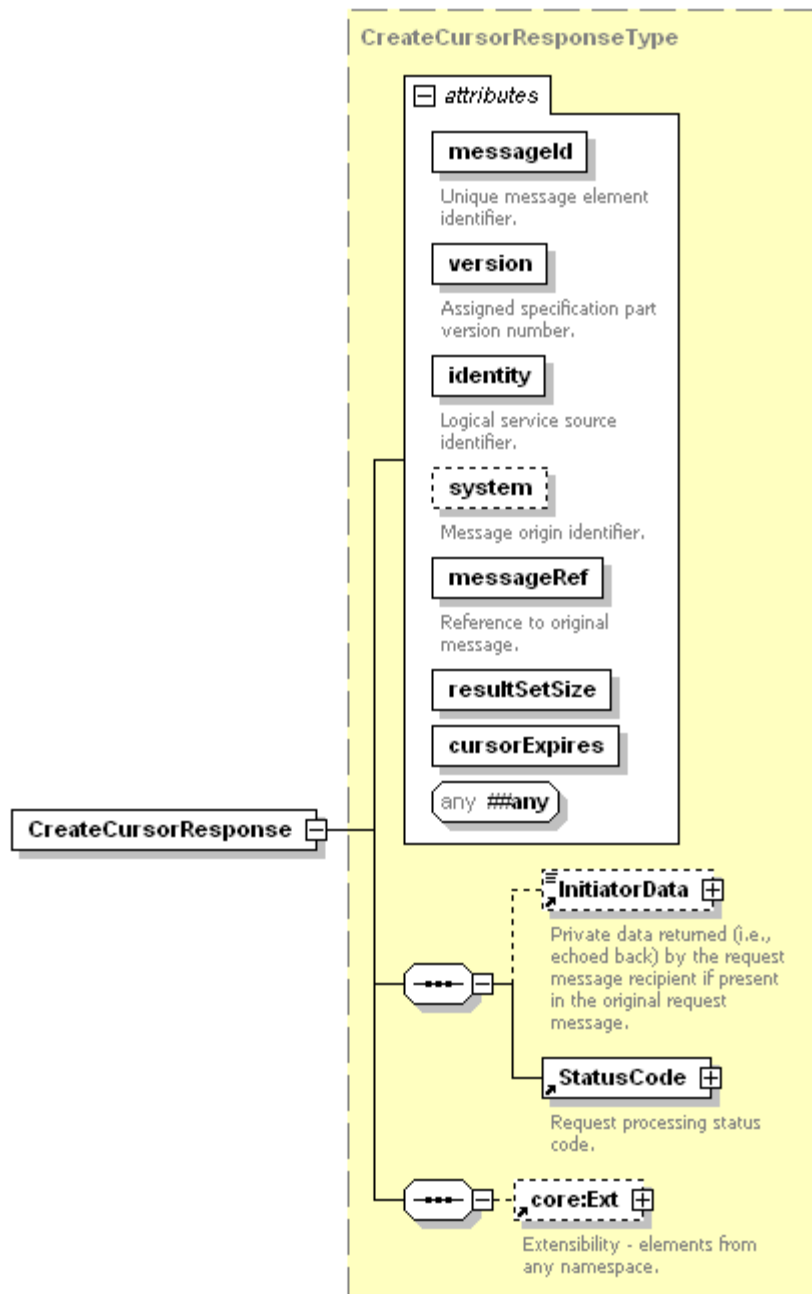 CreateCursorResponseType
attributes
messageId
Unique message element
identifier.
version
Assigned specification part
version number.
identity
Logical service source
identifier.
system
Message origin identifier.
messageRef
Reference to original
message.
resultSetSize
cursorExpires
any ##any
CreateCursorResponse
InitiatorData
Private data returned (i.e.,
echoed back) by the request
message recipient if present
in the original request
message.
StatusCode
Request processing status
code.
core:Ext
Extensibility - elements from
any namespace.